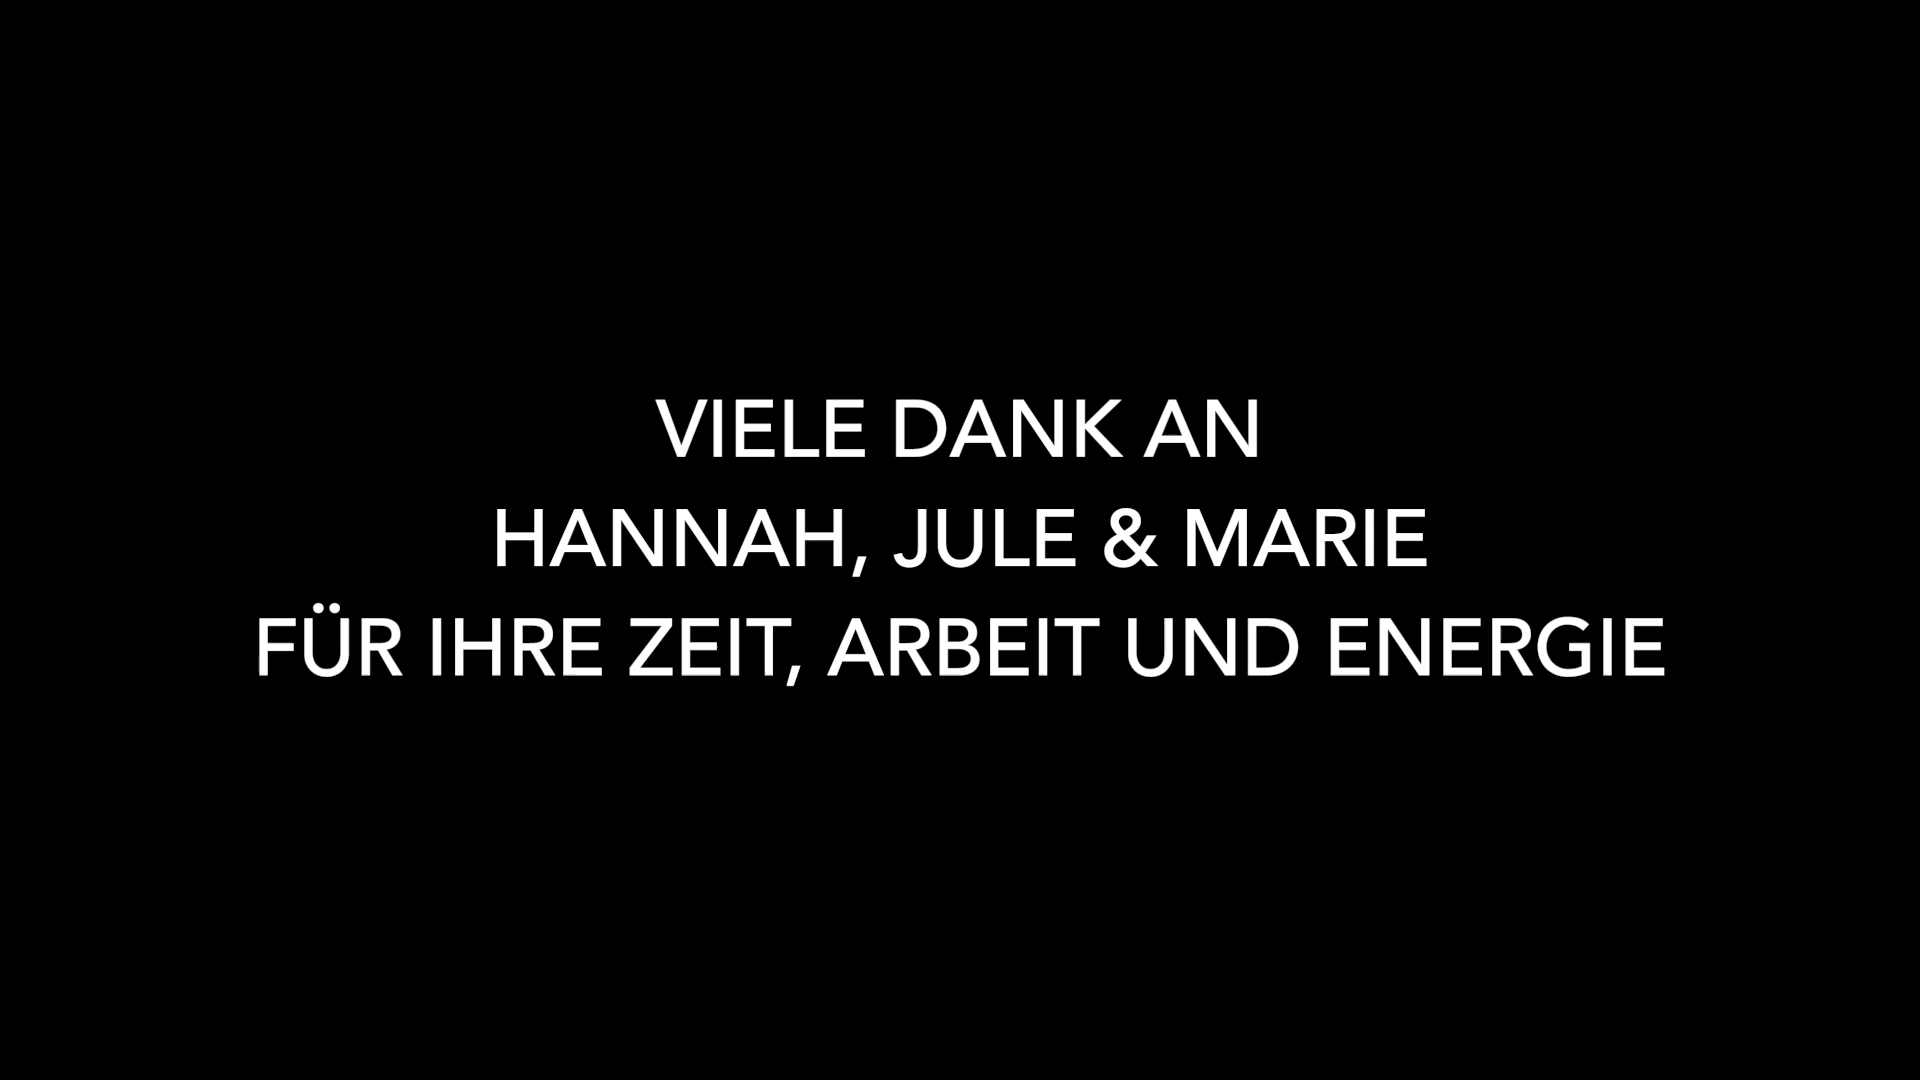 VIELE DANK AN
HANNAH, JULE & MARIE
FÜR IHRE ZEIT, ARBEIT UND ENERGIE